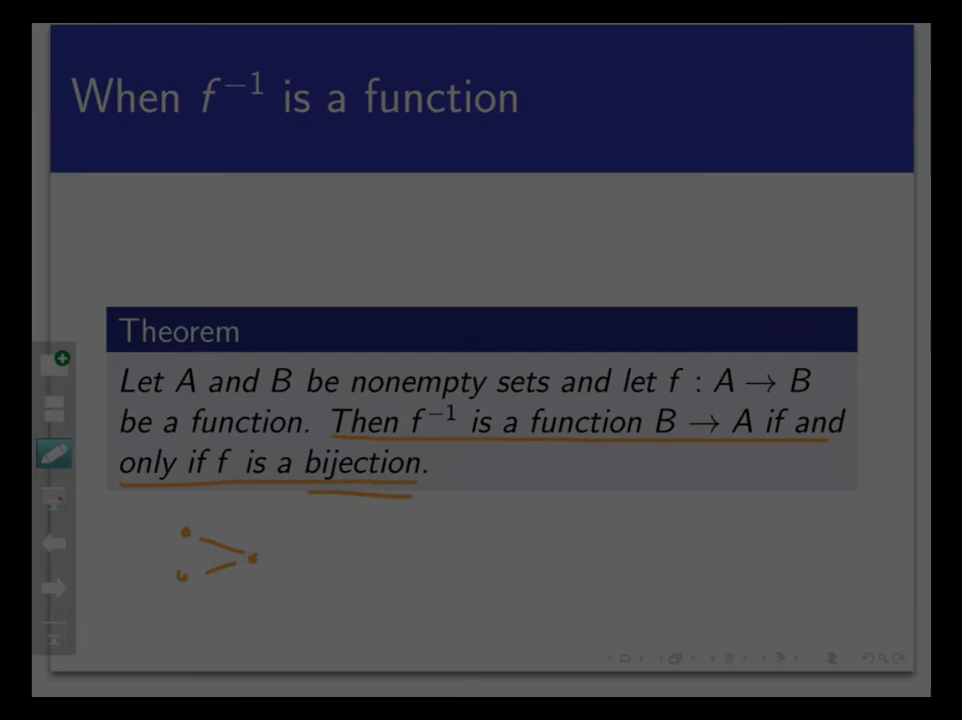 When f⁻¹ is a function
Theorem
Let A and B be nonempty sets and let f : A → B
be a function. Then f⁻¹ is a function B → A if and
only if f is a bijection.